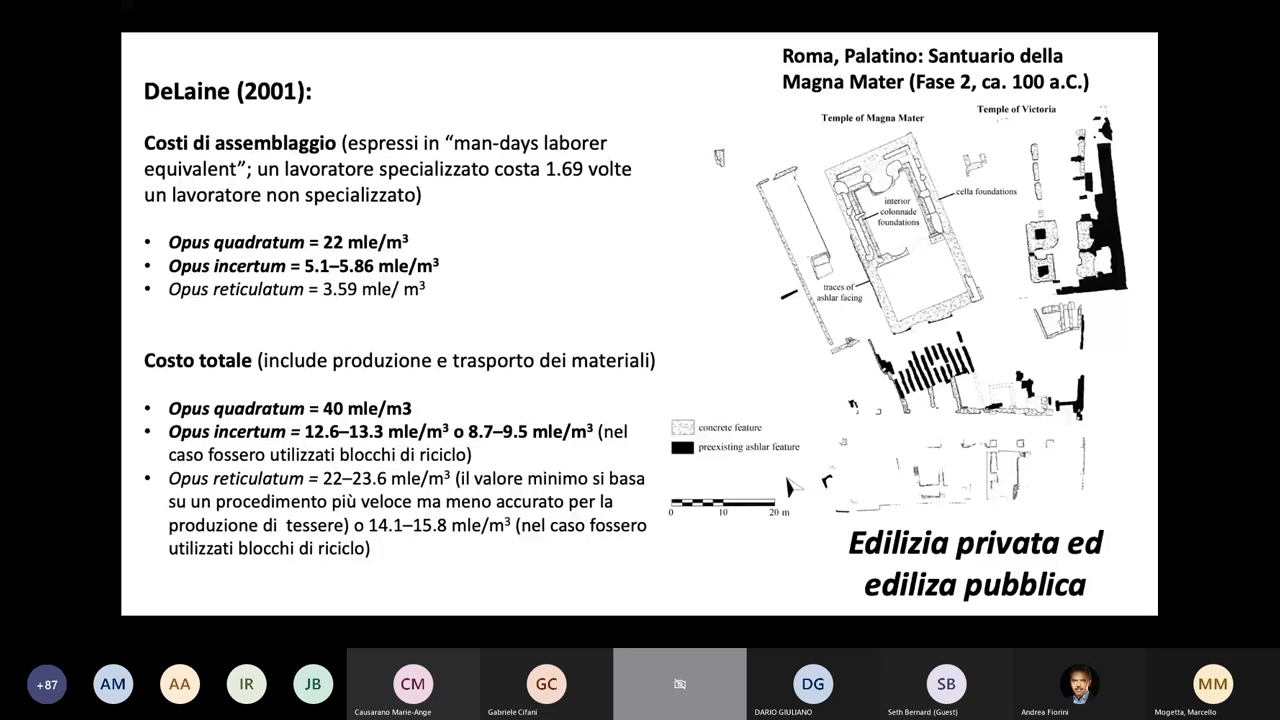 Roma, Palatino: Santuario della
Magna Mater (Fase 2, ca. 100 a.C.)
DeLaine (2001):
Costi di assemblaggio (espressi in “man-days laborer
equivalent”; un lavoratore specializzato costa 1.69 volte
un lavoratore non specializzato)
• Opus quadratum = 22 mle/m³
• Opus incertum = 5.1–5.86 mle/m³
• Opus reticulatum = 3.59 mle/ m³
Costo totale (include produzione e trasporto dei materiali)
• Opus quadratum = 40 mle/m3
• Opus incertum = 12.6–13.3 mle/m³ o 8.7–9.5 mle/m³ (nel
caso fossero utilizzati blocchi di riciclo)
• Opus reticulatum = 22–23.6 mle/m³ (il valore minimo si basa
su un procedimento più veloce ma meno accurato per la
produzione di tessere) o 14.1–15.8 mle/m³ (nel caso fossero
utilizzati blocchi di riciclo)
Temple of Magna Mater
Temple of Victoria
cella foundations
interior
colonnade
foundations
traces of
ashlar facing
concrete feature
preexisting ashlar feature
0 10 20 m
Edilizia privata ed
ediliza pubblica
+87
AM
AA
IR
JB
CM
Causarano Marie-Ange
GC
Gabriele Cifani
DG
DARIO GIULIANO
SB
Seth Bernard (Guest)
Andrea Fiorini
MM
Mogetta, Marcello